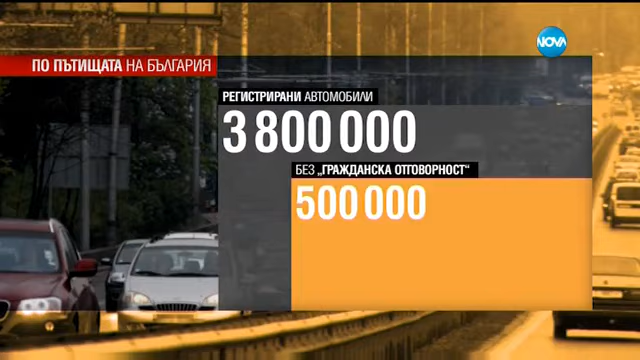 NOVA
ПО ПЪТИЩАТА НА БЪЛГАРИЯ
РЕГИСТРИРАНИ АВТОМОБИЛИ
3 800 000
БЕЗ „ГРАЖДАНСКА ОТГОВОРНОСТ“
500 000